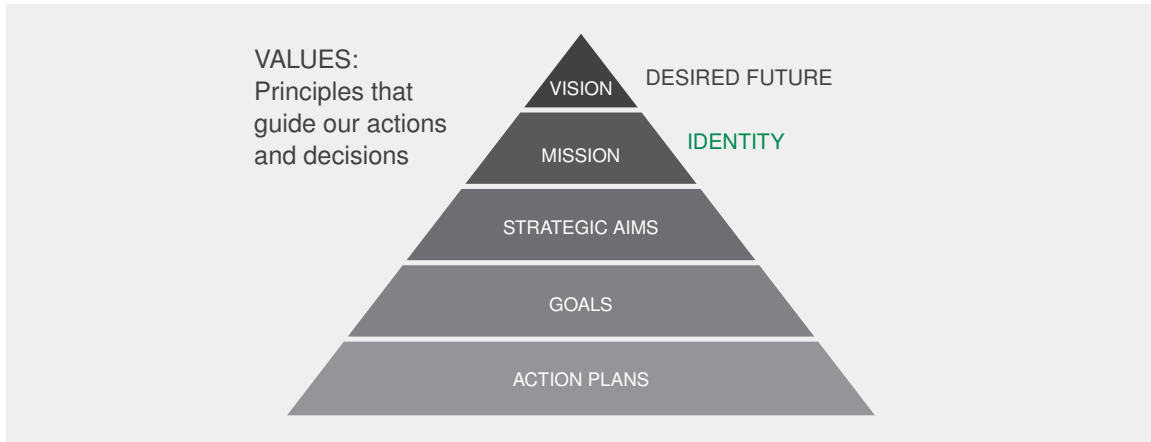 VALUES:
Principles that
guide our actions
and decisions
VISION
DESIRED FUTURE
MISSION
IDENTITY
STRATEGIC AIMS
GOALS
ACTION PLANS